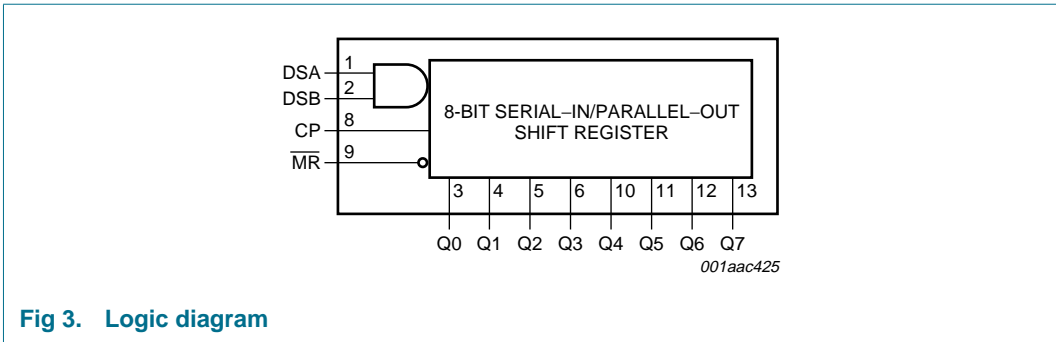 DSA 1
DSB 2
CP 8
M̅R̅ 9
8-BIT SERIAL−IN/PARALLEL−OUT
SHIFT REGISTER
3 4 5 6 10 11 12 13
Q0 Q1 Q2 Q3 Q4 Q5 Q6 Q7
001aac425
Fig 3. Logic diagram